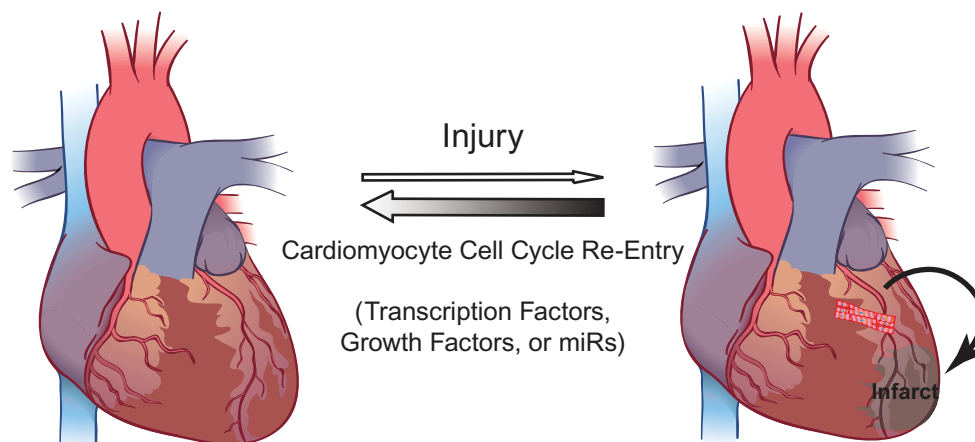 Injury
Cardiomyocyte Cell Cycle Re-Entry
(Transcription Factors,
Growth Factors, or miRs)
Infarct